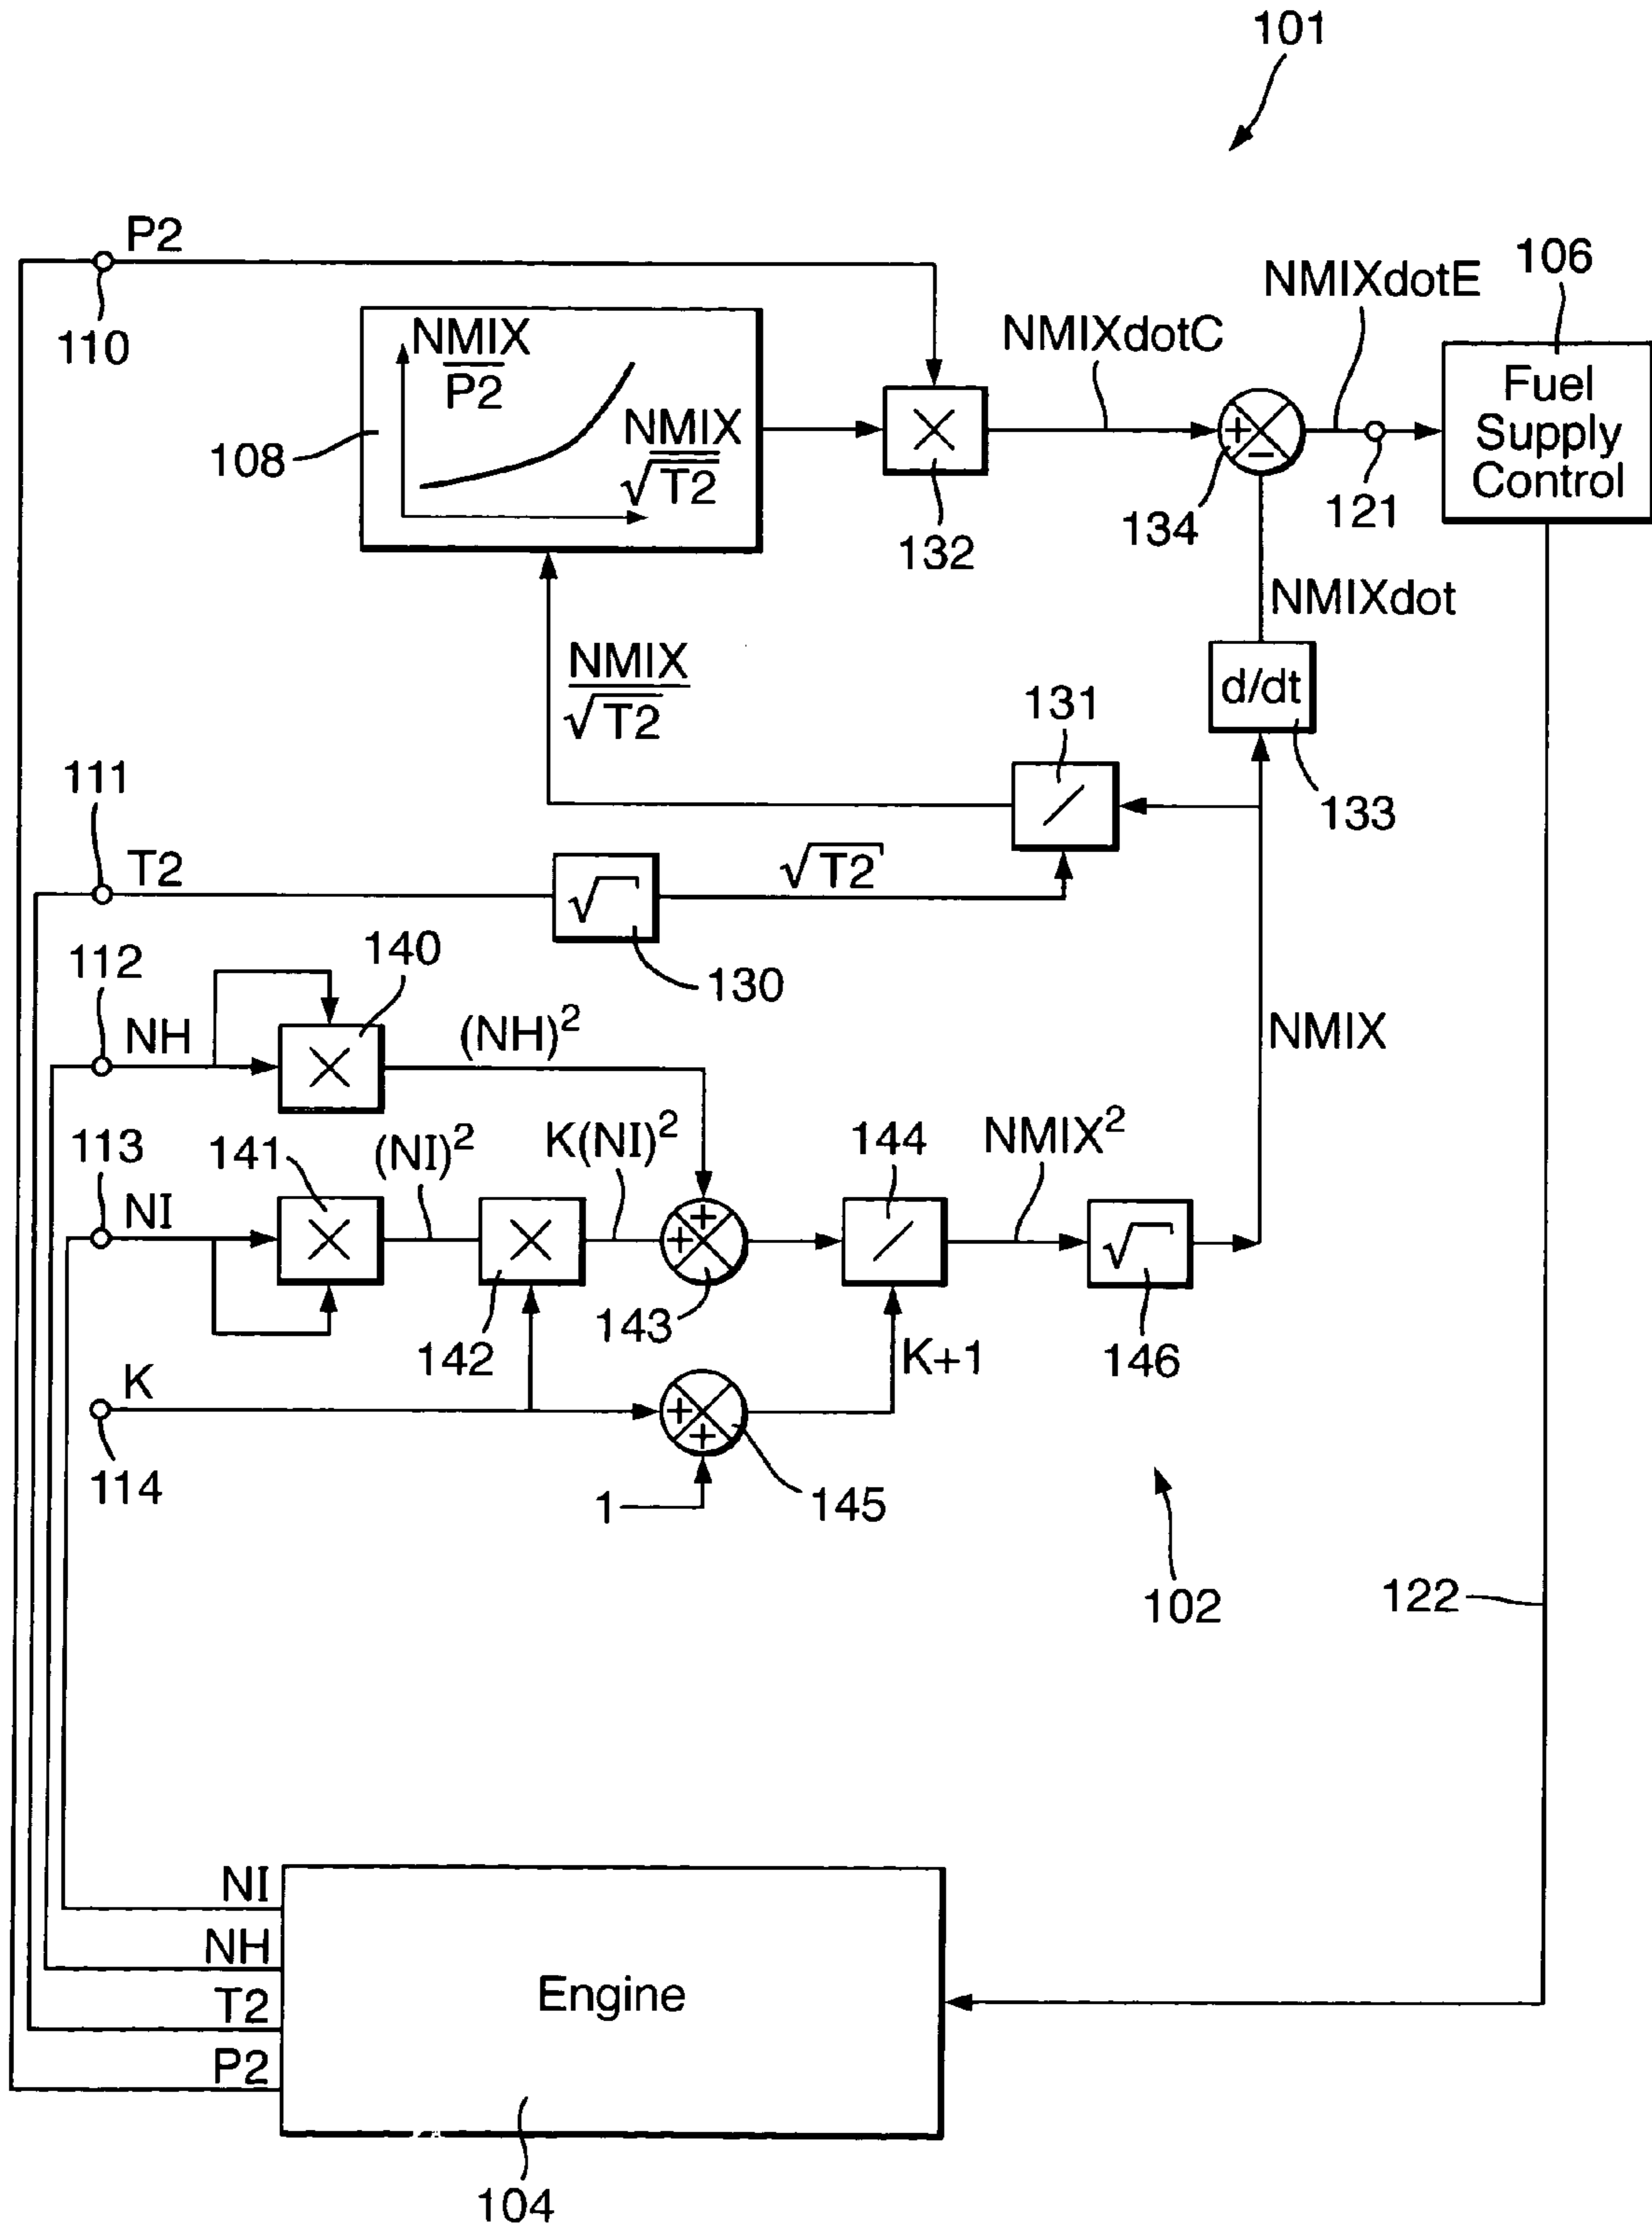 101
P2
110
NMIX
P2
NMIX
√T2
108
132
NMIXdotC
134
NMIXdotE
121
106
Fuel
Supply
Control
NMIXdot
d/dt
133
NMIX
√T2
131
111
T2
√
√T2
130
112
NH
140
(NH)²
NMIX
113
NI
141
(NI)²
142
K(NI)²
143
144
NMIX²
√
146
K
114
K+1
1
145
102
122
NI
NH
T2
P2
Engine
104